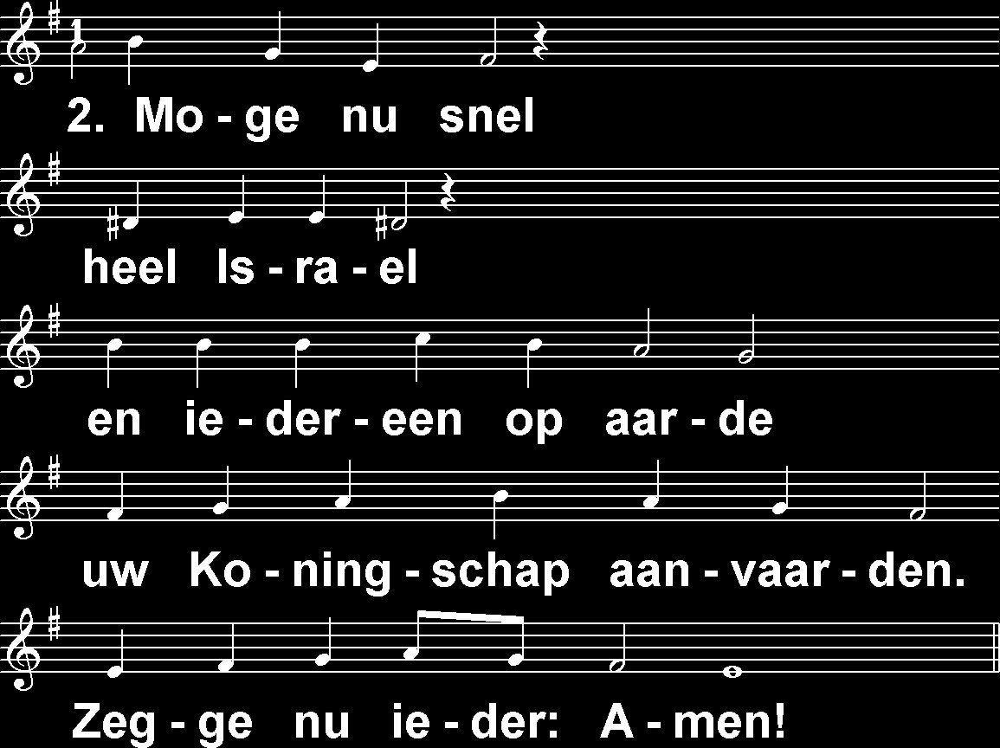 1
2. Mo - ge nu snel
heel Is - ra - el
en ie - der - een op aar - de
uw Ko - ning - schap aan - vaar - den.
Zeg - ge nu ie - der: A - men!